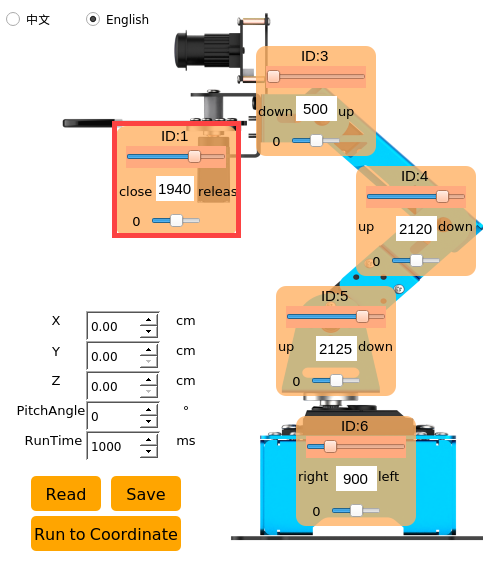 中文
English
ID:3
down 500 up
0
ID:1
close 1940 releas
0
ID:4
up 2120 down
0
ID:5
up 2125 down
0
X 0.00 cm
Y 0.00 cm
Z 0.00 cm
PitchAngle 0 °
RunTime 1000 ms
ID:6
right 900 left
0
Read Save
Run to Coordinate